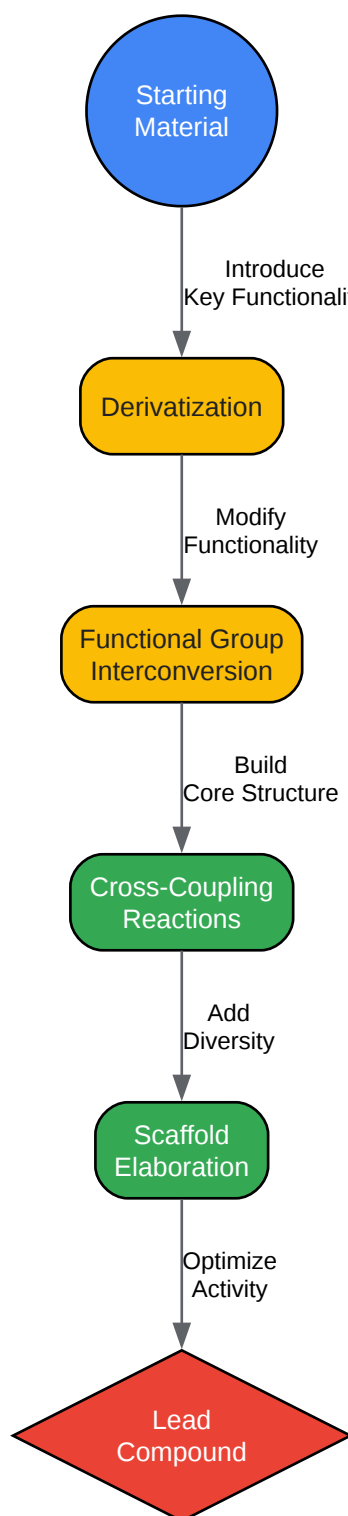 Starting
Material
Introduce
Key Functionali
Derivatization
Modify
Functionality
Functional Group
Interconversion
Build
Core Structure
Cross-Coupling
Reactions
Add
Diversity
Scaffold
Elaboration
Optimize
Activity
Lead
Compound